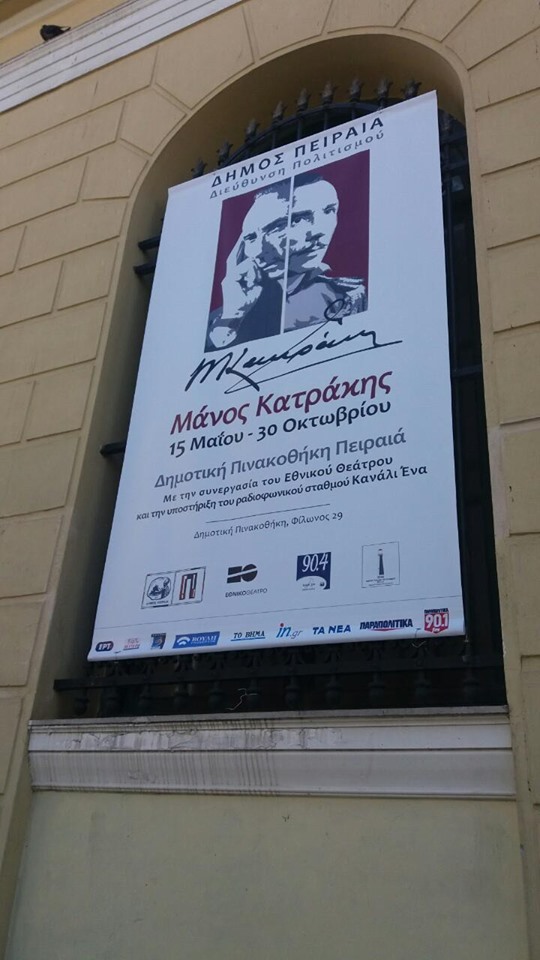 ΔΗΜΟΣ ΠΕΙΡΑΙΑ
Διεύθυνση Πολιτισμού
Μάνος Κατράκης
15 Μαΐου - 30 Οκτωβρίου
Δημοτική Πινακοθήκη Πειραιά
Με την συνεργασία του Εθνικού Θεάτρου
και την υποστήριξη του ραδιοφωνικού σταθμού Κανάλι Ένα
Δημοτική Πινακοθήκη, Φίλωνος 29
ΕΘΝΙΚΟ ΘΕΑΤΡΟ
90.4
ΕΡΤ
ΒΟΥΛΗ
ΤΟ ΒΗΜΑ
in.gr
ΤΑ ΝΕΑ
ΠΑΡΑΠΟΛΙΤΙΚΑ
90.1